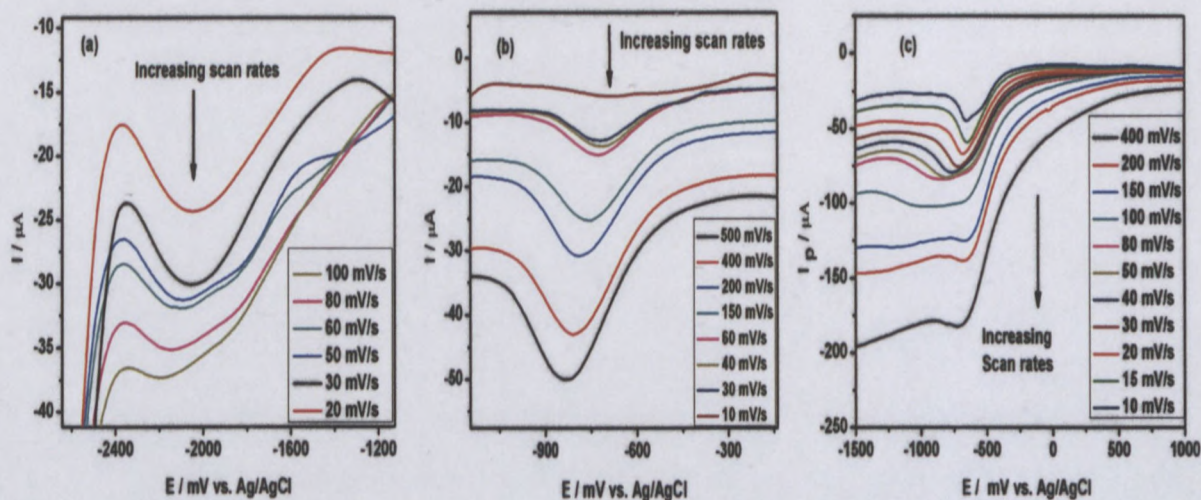 (a)
Increasing scan rates
-10
-15
-20
-25
-30
-35
-40
I / µA
-2400
-2000
-1600
-1200
E / mV vs. Ag/AgCl
100 mV/s
80 mV/s
60 mV/s
50 mV/s
30 mV/s
20 mV/s
(b)
Increasing scan rates
0
-10
-20
-30
-40
-50
I / µA
-900
-600
-300
E / mV vs. Ag/AgCl
500 mV/s
400 mV/s
200 mV/s
150 mV/s
60 mV/s
40 mV/s
30 mV/s
10 mV/s
(c)
0
-50
-100
-150
-200
-250
I p / µA
-1500
-1000
-500
0
500
1000
E / mV vs. Ag/AgCl
Increasing
Scan rates
400 mV/s
200 mV/s
150 mV/s
100 mV/s
80 mV/s
50 mV/s
40 mV/s
30 mV/s
20 mV/s
15 mV/s
10 mV/s